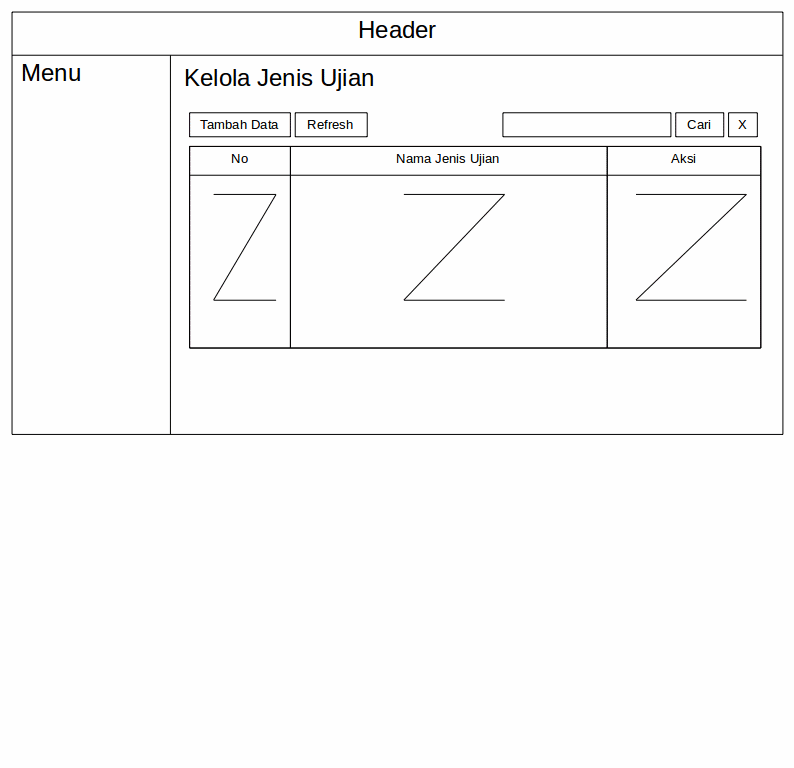 Header
Menu
Kelola Jenis Ujian
Tambah Data Refresh Cari X
No Nama Jenis Ujian Aksi